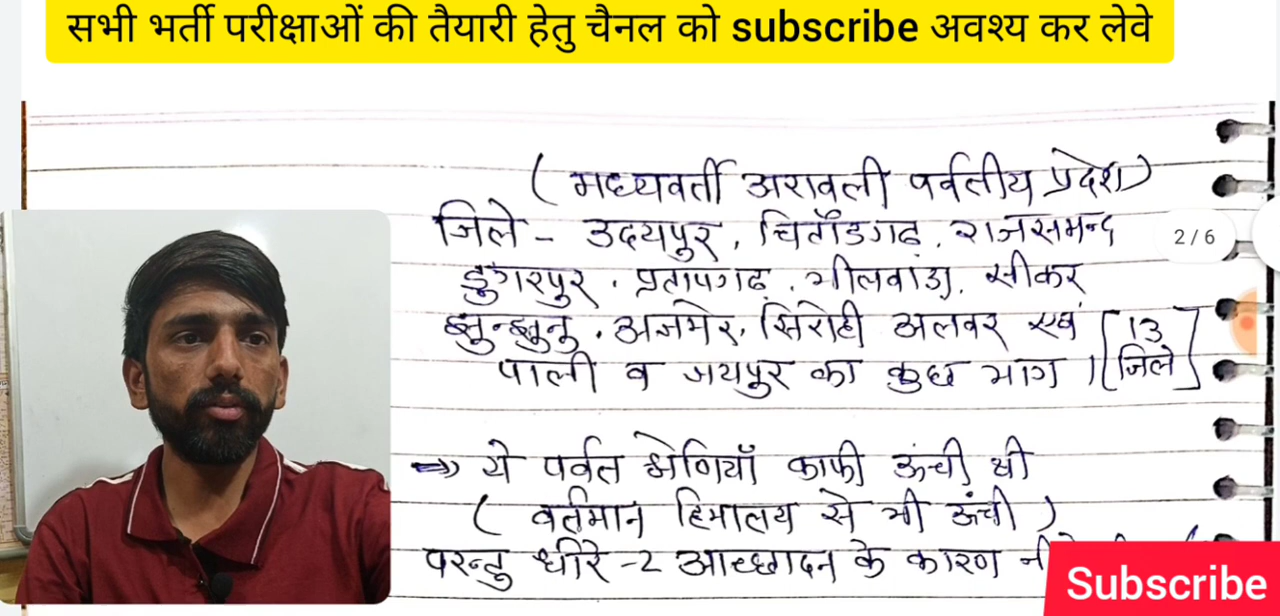 सभी भर्ती परीक्षाओं की तैयारी हेतु चैनल को subscribe अवश्य कर लेवे
( मध्यवर्ती अरावली पर्वतीय प्रदेश )
जिले - उदयपुर, चितौडगढ, राजसमन्द
2/6
डुंगरपुर, प्रतापगढ, भीलवाडा, सीकर
झुन्झुनु, अजमेर, सिरोही अलवर एवं [ 13
पाली व जयपुर का कुछ भाग । जिले ]
⇒ ये पर्वत श्रेणियाँ काफी ऊंची थी
( वर्तमान हिमालय से भी ऊंची )
परन्तु धीरे-2 आच्छादन के कारण
Subscribe